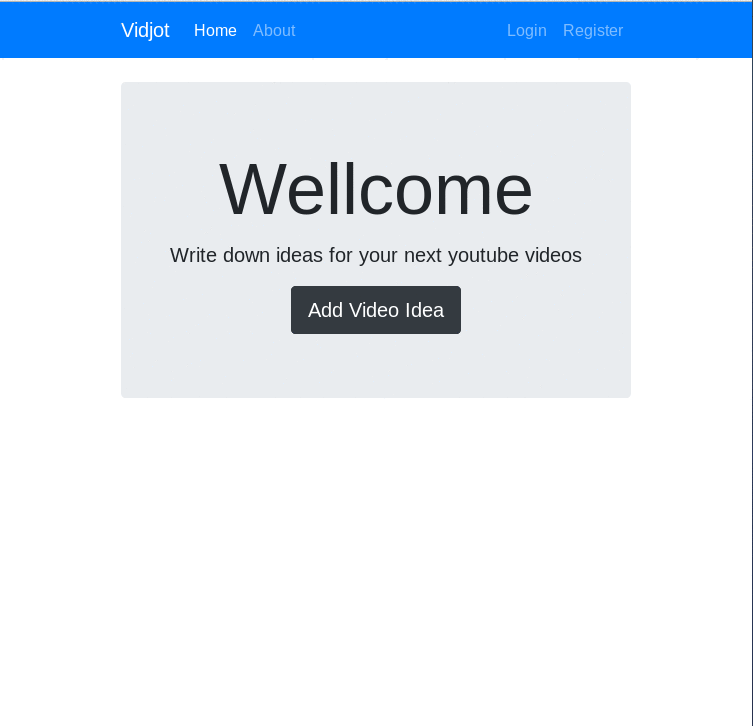 Vidjot Home About Login Register
Wellcome
Write down ideas for your next youtube videos
Add Video Idea